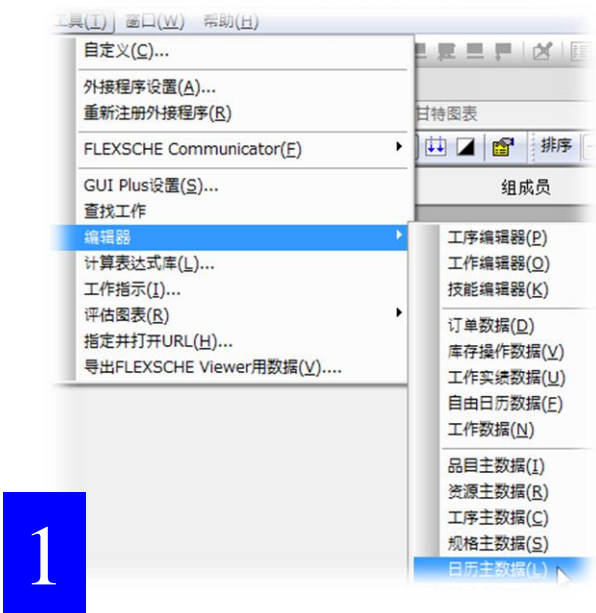 工具(T) 窗口(W) 帮助(H)
自定义(C)...
外接程序设置(A)...
重新注册外接程序(R)
甘特图表
FLEXSCHE Communicator(F)
排序
GUI Plus设置(S)...
组成员
查找工作
编辑器
工序编辑器(P)
计算表达式库(L)...
工作编辑器(O)
工作指示(I)...
技能编辑器(K)
评估图表(R)
订单数据(D)
指定并打开URL(H)...
库存操作数据(V)
导出FLEXSCHE Viewer用数据(V)....
工作实绩数据(U)
自由日历数据(F)
工作数据(N)
品目主数据(I)
资源主数据(R)
工序主数据(C)
规格主数据(S)
日历主数据(L)
1